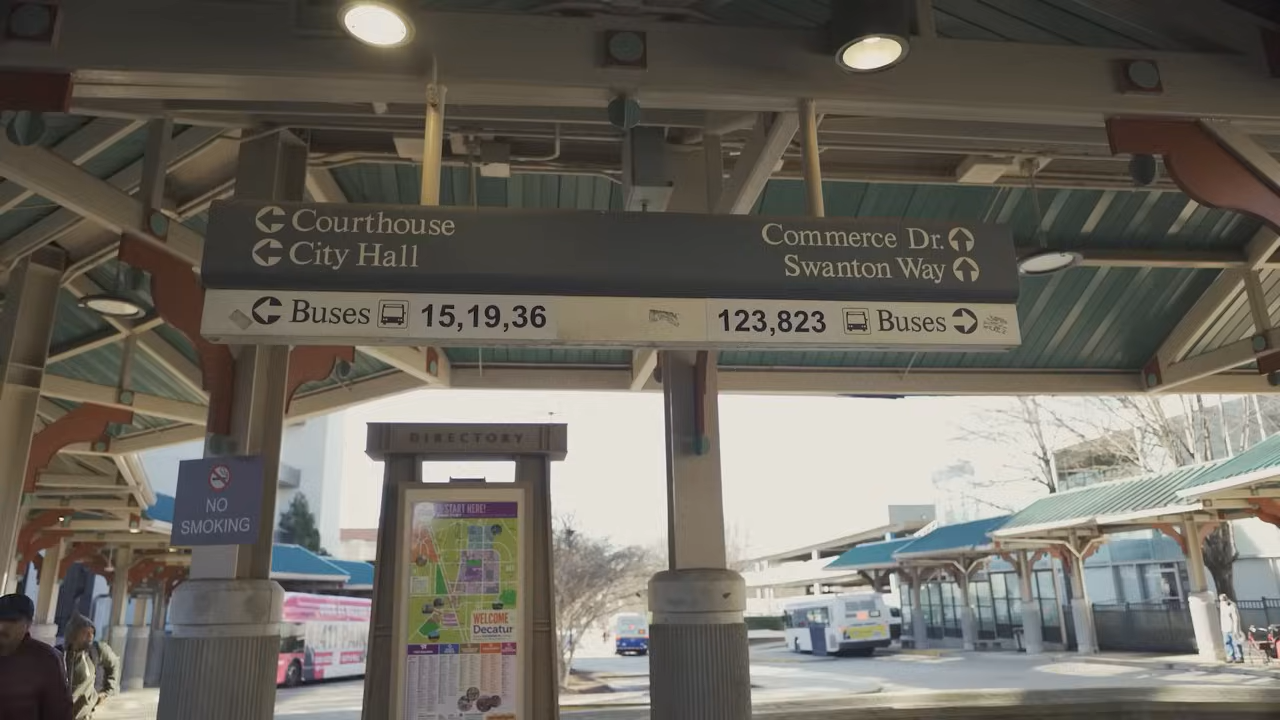 Courthouse
City Hall
Commerce Dr.
Swanton Way
Buses 15,19,36
123,823 Buses
NO
SMOKING
DIRECTORY
START HERE!
WELCOME
Decatur